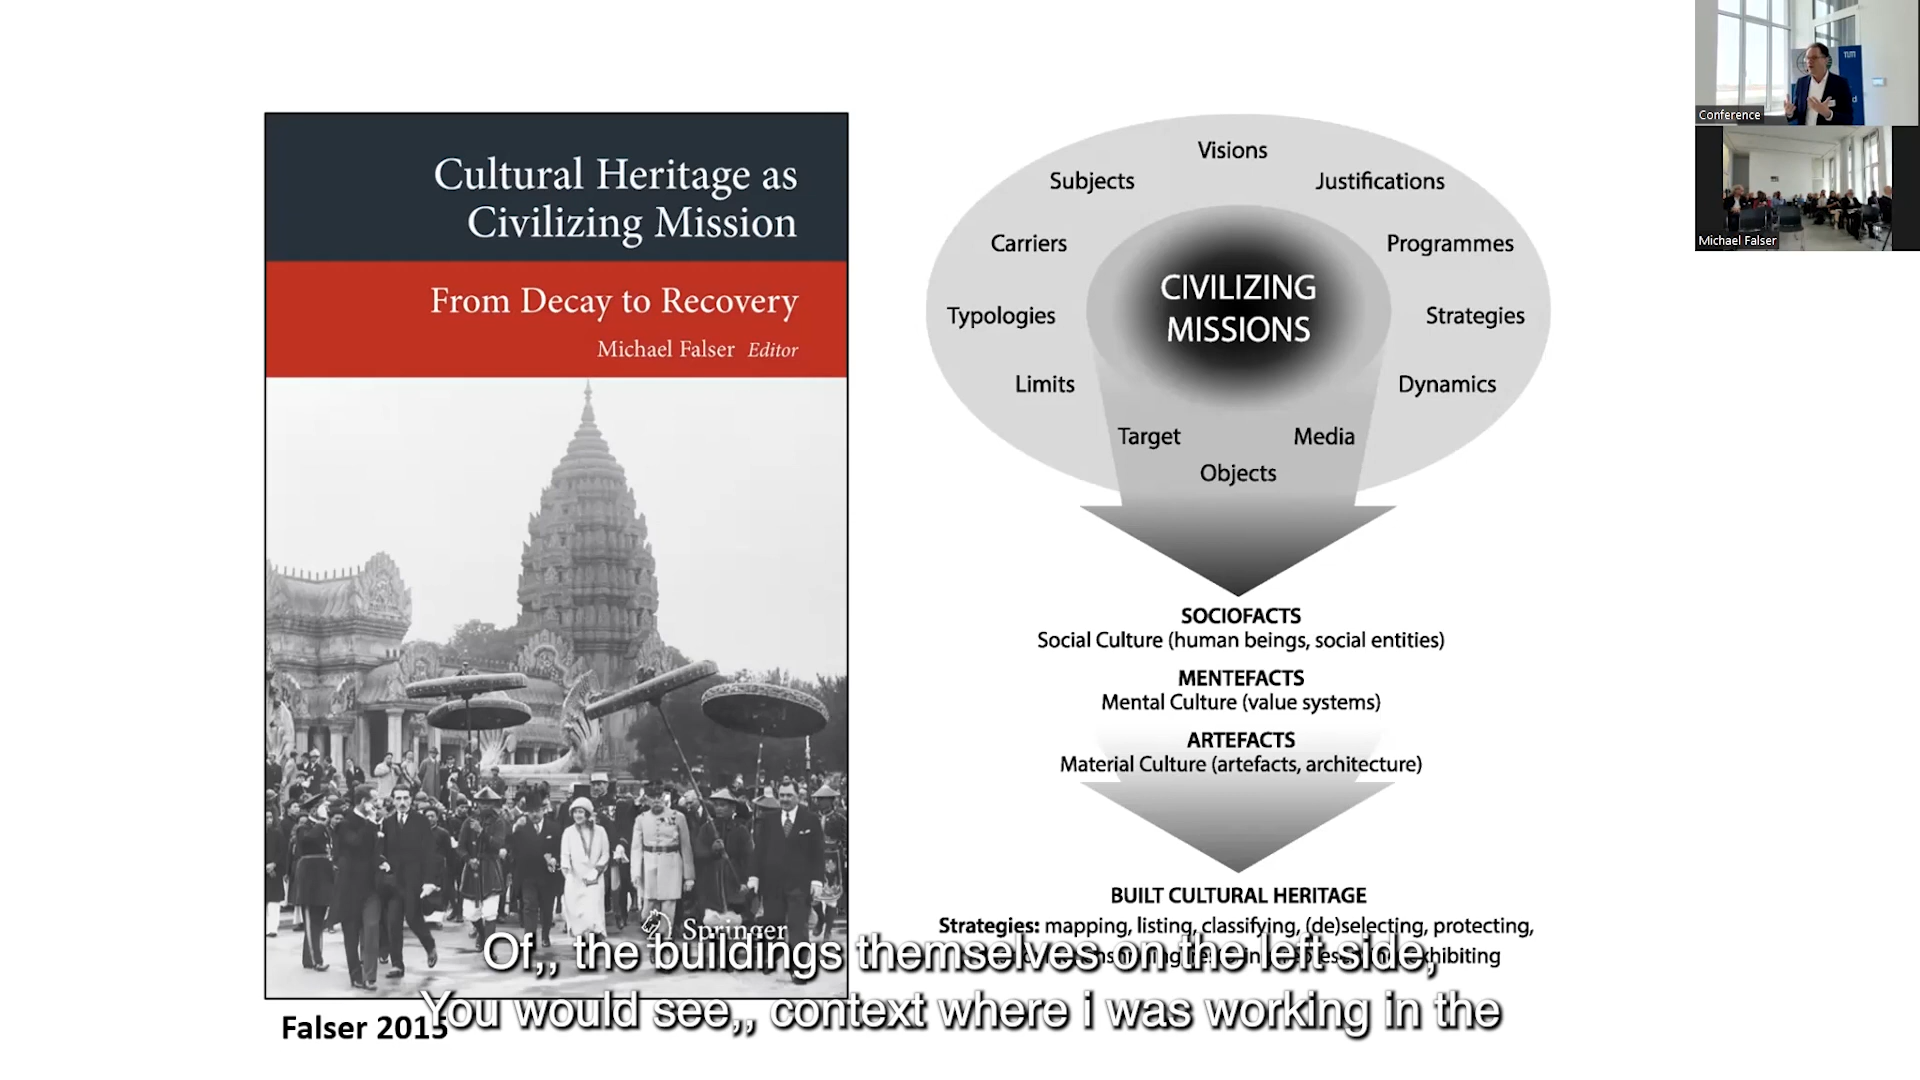 Cultural Heritage as
Civilizing Mission
From Decay to Recovery
Michael Falser Editor
Springer
Falser 2015
Visions
Subjects
Justifications
Carriers
Programmes
CIVILIZING
MISSIONS
Typologies
Strategies
Limits
Dynamics
Target
Media
Objects
SOCIOFACTS
Social Culture (human beings, social entities)
MENTEFACTS
Mental Culture (value systems)
ARTEFACTS
Material Culture (artefacts, architecture)
BUILT CULTURAL HERITAGE
Strategies: mapping, listing, classifying, (de)selecting, protecting,
exhibiting
Of,, the buildings themselves on the left side,
You would see,, context where i was working in the
Conference
TUM
Michael Falser